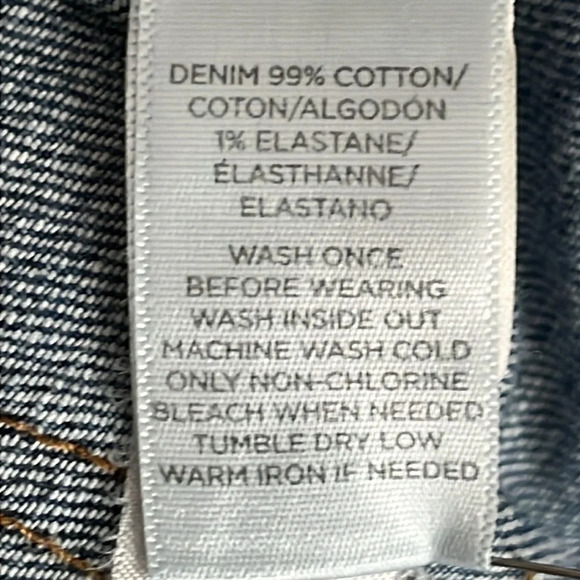 DENIM 99% COTTON/
COTON/ALGODÓN
1% ELASTANE/
ÉLASTHANNE/
ELASTANO
WASH ONCE
BEFORE WEARING
WASH INSIDE OUT
MACHINE WASH COLD
ONLY NON-CHLORINE
BLEACH WHEN NEEDED
TUMBLE DRY LOW
WARM IRON IF NEEDED